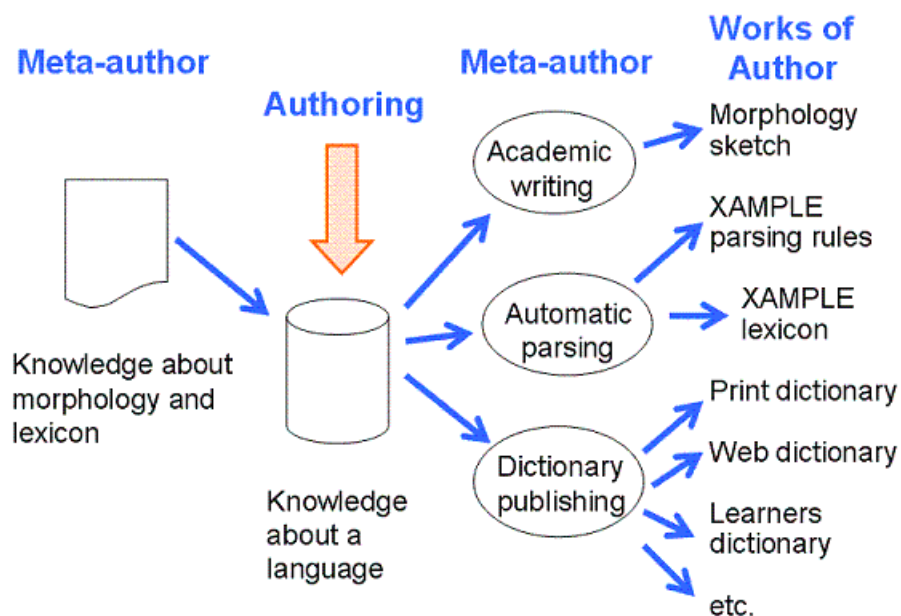 Meta-author
Authoring
Meta-author
Works of
Author
Knowledge about
morphology and
lexicon
Knowledge
about a
language
Academic
writing
Automatic
parsing
Dictionary
publishing
Morphology
sketch
XAMPLE
parsing rules
XAMPLE
lexicon
Print dictionary
Web dictionary
Learners
dictionary
etc.